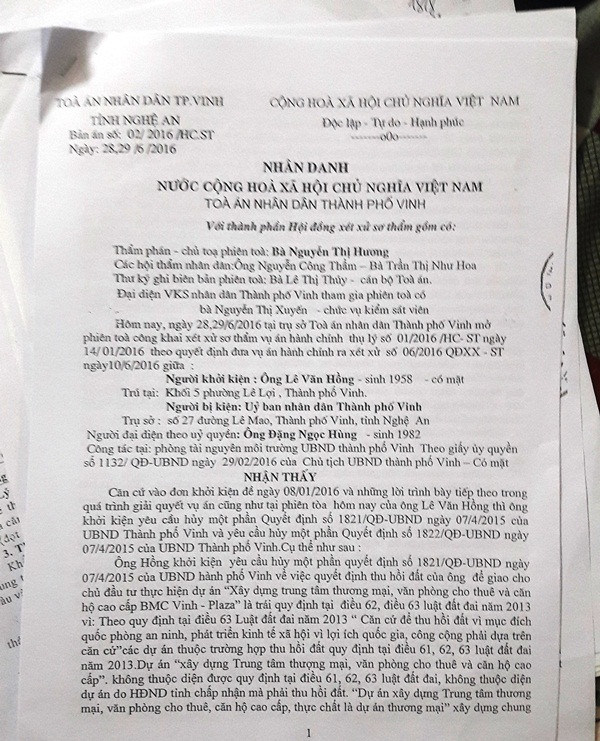 1818.
TOÀ ÁN NHÂN DÂN TP.VINH
TỈNH NGHỆ AN
Bản án số: 02/ 2016 /HC.ST
Ngày: 28,29 /6 /2016
CỘNG HOÀ XÃ HỘI CHỦ NGHĨA VIỆT NAM
Độc lập - Tự do - Hạnh phúc
--------o0o--------
NHÂN DANH
NƯỚC CỘNG HOÀ XÃ HỘI CHỦ NGHĨA VIỆT NAM
TOÀ ÁN NHÂN DÂN THÀNH PHỐ VINH
Với thành phần Hội đồng xét xử sơ thẩm gồm có:
Thẩm phán - chủ toạ phiên toà: Bà Nguyễn Thị Hương
Các hội thẩm nhân dân:Ông Nguyễn Công Thẩm – Bà Trần Thị Như Hoa
Thư ký ghi biên bản phiên toà: Bà Lê Thị Thủy - cán bộ Toà án.
Đại diện VKS nhân dân Thành phố Vinh tham gia phiên toà có
bà Nguyễn Thị Xuyến - chức vụ kiểm sát viên
Hôm nay, ngày 28,29/6/2016 tại trụ sở Toà án nhân dân Thành phố Vinh mở
phiên toà công khai xét xử sơ thẩm vụ án hành chính thụ lý số 01/2016 /HC- ST ngày
14/ 01/2016 theo quyết định đưa vụ án hành chính ra xét xử số 06/2016 QĐXX - ST
ngày10/6/2016 giữa :
Người khởi kiện : Ông Lê Văn Hồng - sinh 1958 - có mặt
Trú tại: Khối 5 phường Lê Lợi , Thành phố Vinh.
Người bị kiện: Uỷ ban nhân dân Thành phố Vinh
Trụ sở : số 27 đường Lê Mao, Thành phố Vinh, tỉnh Nghệ An
Người đại diện theo uỷ quyền: Ông Đặng Ngọc Hùng - sinh 1982
Công tác tại: phòng tài nguyên môi trường UBND thành phố Vinh Theo giấy ủy quyền
số 1132/ QĐ-UBND ngày 29/02/2016 của Chủ tịch UBND thành phố Vinh – Có mặt
NHẬN THẤY
Căn cứ vào đơn khởi kiện đề ngày 08/01/2016 và những lời trình bày tiếp theo trong
quá trình giải quyết vụ án cũng như tại phiên tòa hôm nay của ông Lê Văn Hồng thì ông
khởi kiện yêu cầu hủy một phần Quyết định số 1821/QĐ-UBND ngày 07/4/2015 của
UBND Thành phố Vinh và yêu cầu hủy một phần Quyết định số 1822/QĐ-UBND ngày
07/4/2015 của UBND Thành phố Vinh.Cụ thể như sau :
Ông Hồng khởi kiện yêu cầu hủy một phần quyết định số 1821/QĐ-UBND ngày
07/4/2015 của UBND hành phố Vinh về việc quyết định thu hồi đất của ông để giao cho
chủ đầu tư thực hiện dự án “Xây dựng trung tâm thương mại, văn phòng cho thuê và căn
hộ cao cấp BMC Vinh - Plaza” là trái quy định tại điều 62, điều 63 luật đất đai năm 2013
vì: Theo quy định tại điều 63 Luật đất đai năm 2013 “ Căn cứ để thu hồi đất vì mục đích
quốc phòng an ninh, phát triển kinh tế xã hội vì lợi ích quốc gia, công cộng phải dựa trên
căn cứ”các dự án thuộc trường hợp thu hồi đất quy định tại điều 61, 62, 63 luật đất đai
năm 2013.Dự án “xây dựng Trung tâm thượng mại, văn phòng cho thuê và căn hộ cao
cấp”. không thuộc diện được quy định tại điều 61, 62, 63 luật đất đai, không thuộc diện
dự án do HĐND tỉnh chấp nhận mà phải thu hồi đất. “Dự án xây dựng Trung tâm thương
mại, văn phòng cho thuê, căn hộ cao cấp, thực chất là dự án thương mại” xây dựng chung
1